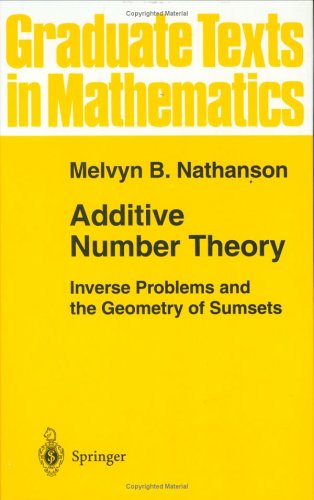 Graduate Texts
in Mathematics
Melvyn B. Nathanson
Additive
Number Theory
Inverse Problems and
the Geometry of Sumsets
Springer